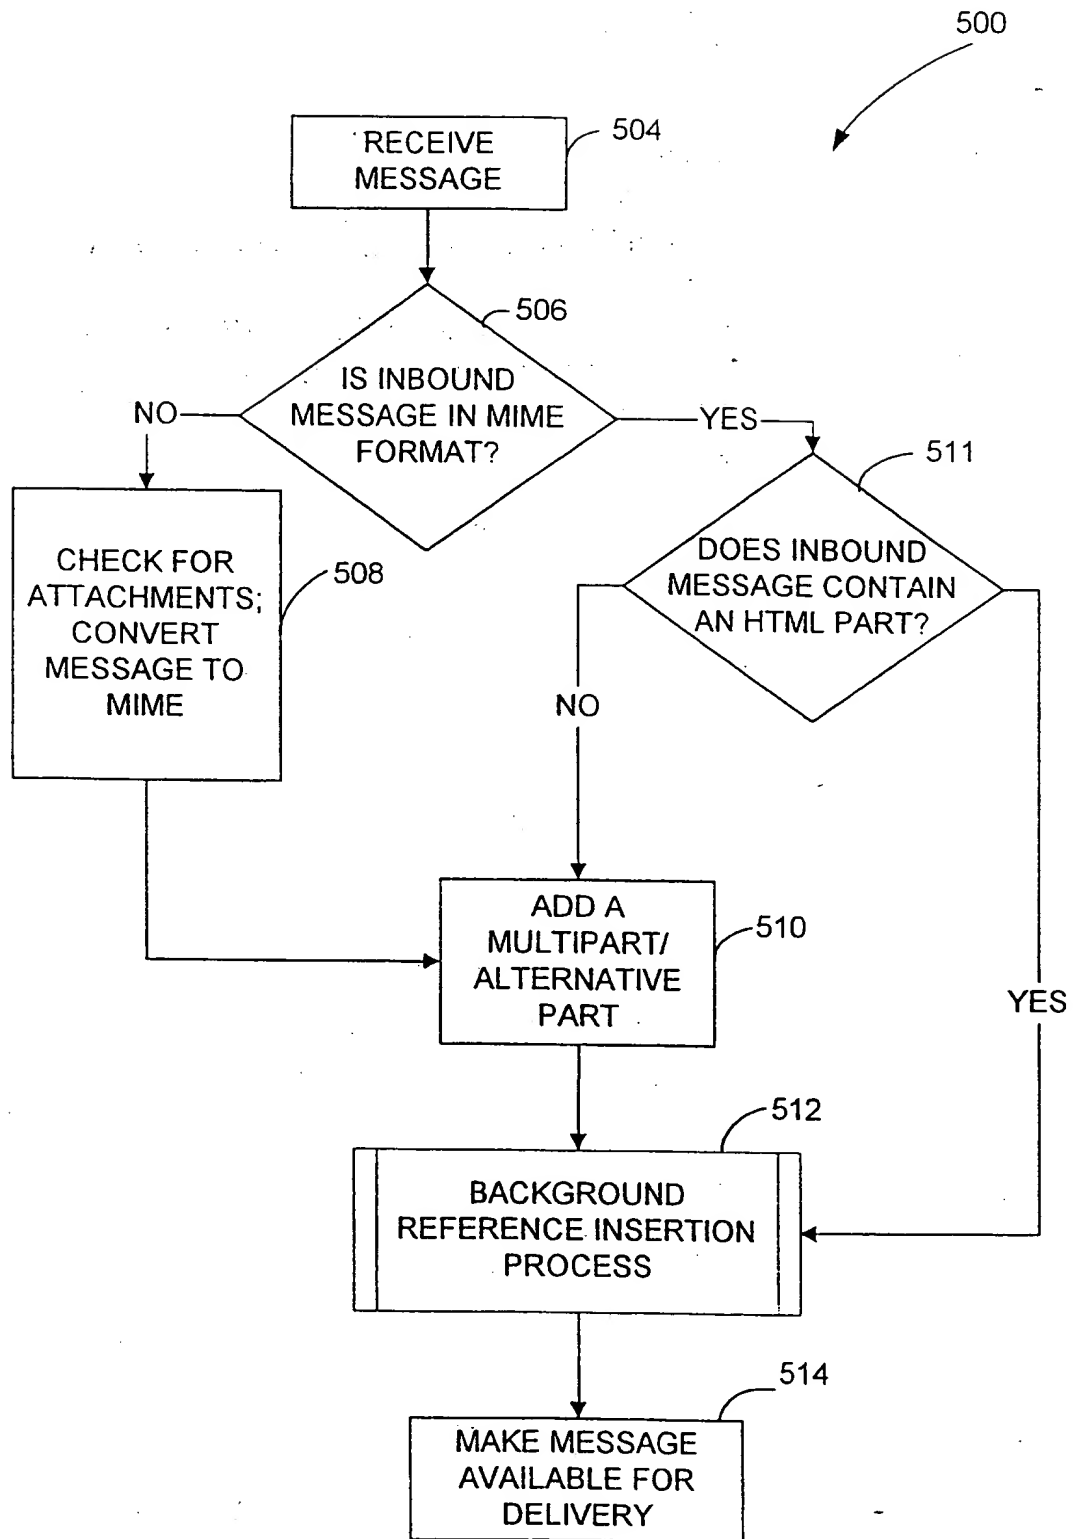 500
RECEIVE
MESSAGE
504
506
IS INBOUND
MESSAGE IN MIME
FORMAT?
NO
YES
511
CHECK FOR
ATTACHMENTS;
CONVERT
MESSAGE TO
MIME
508
DOES INBOUND
MESSAGE CONTAIN
AN HTML PART?
NO
YES
ADD A
MULTIPART/
ALTERNATIVE
PART
510
512
BACKGROUND
REFERENCE INSERTION
PROCESS
514
MAKE MESSAGE
AVAILABLE FOR
DELIVERY